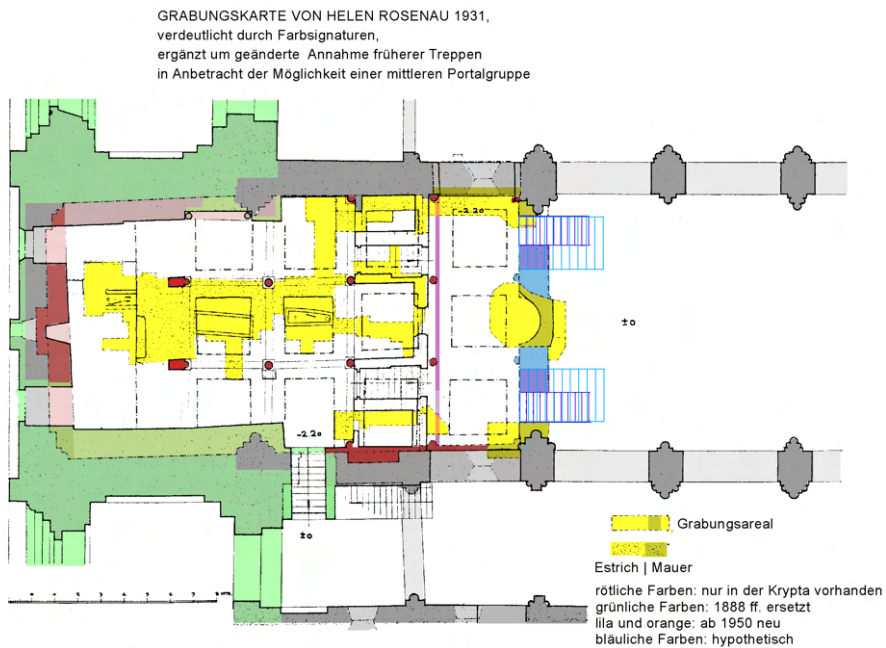 GRABUNGSKARTE VON HELEN ROSENAU 1931,
verdeutlicht durch Farbsignaturen,
ergänzt um geänderte Annahme früherer Treppen
in Anbetracht der Möglichkeit einer mittleren Portalgruppe
-2.20
±0
-2.20
±0
Grabungsareal
Estrich | Mauer
rötliche Farben: nur in der Krypta vorhanden
grünliche Farben: 1888 ff. ersetzt
lila und orange: ab 1950 neu
bläuliche Farben: hypothetisch